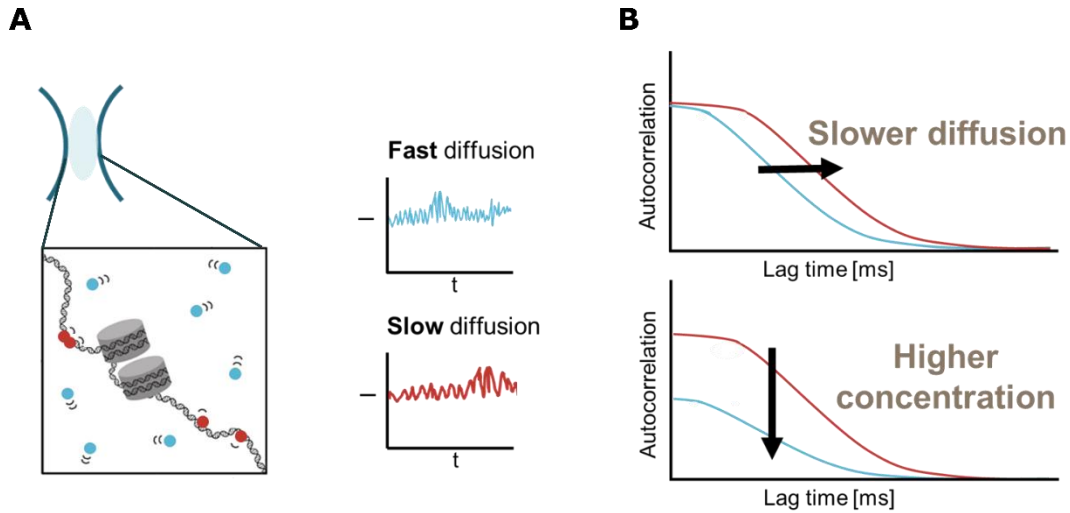 A
Fast diffusion
–
t
Slow diffusion
–
t
B
Autocorrelation
Slower diffusion
Lag time [ms]
Autocorrelation
Higher
concentration
Lag time [ms]